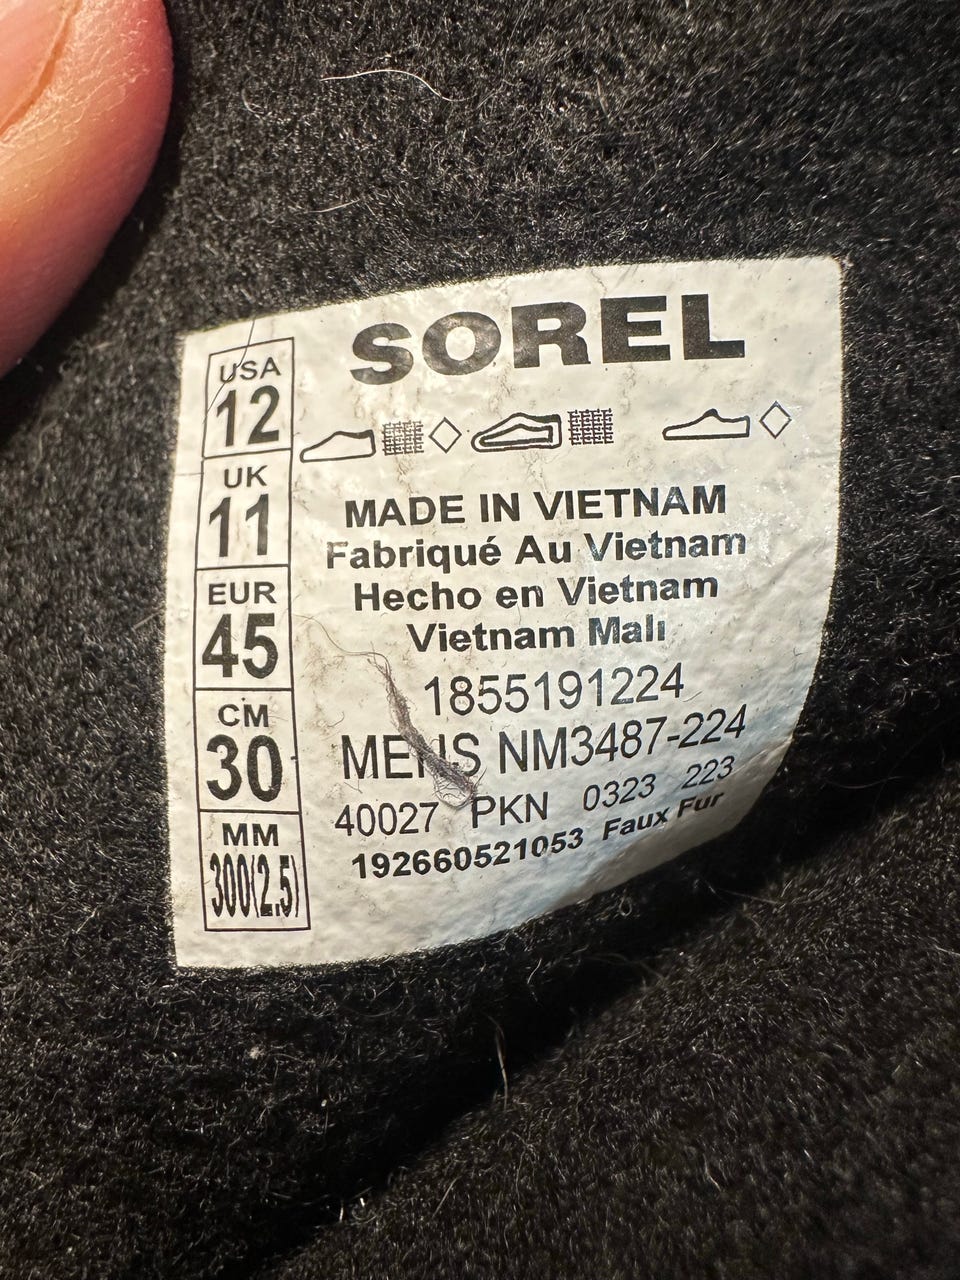 SOREL
USA
12
UK
11
EUR
45
CM
30
MM
300(2.5)
MADE IN VIETNAM
Fabriqué Au Vietnam
Hecho en Vietnam
Vietnam Malı
1855191224
MENS NM3487-224
40027 PKN 0323 223
192660521053 Faux Fur